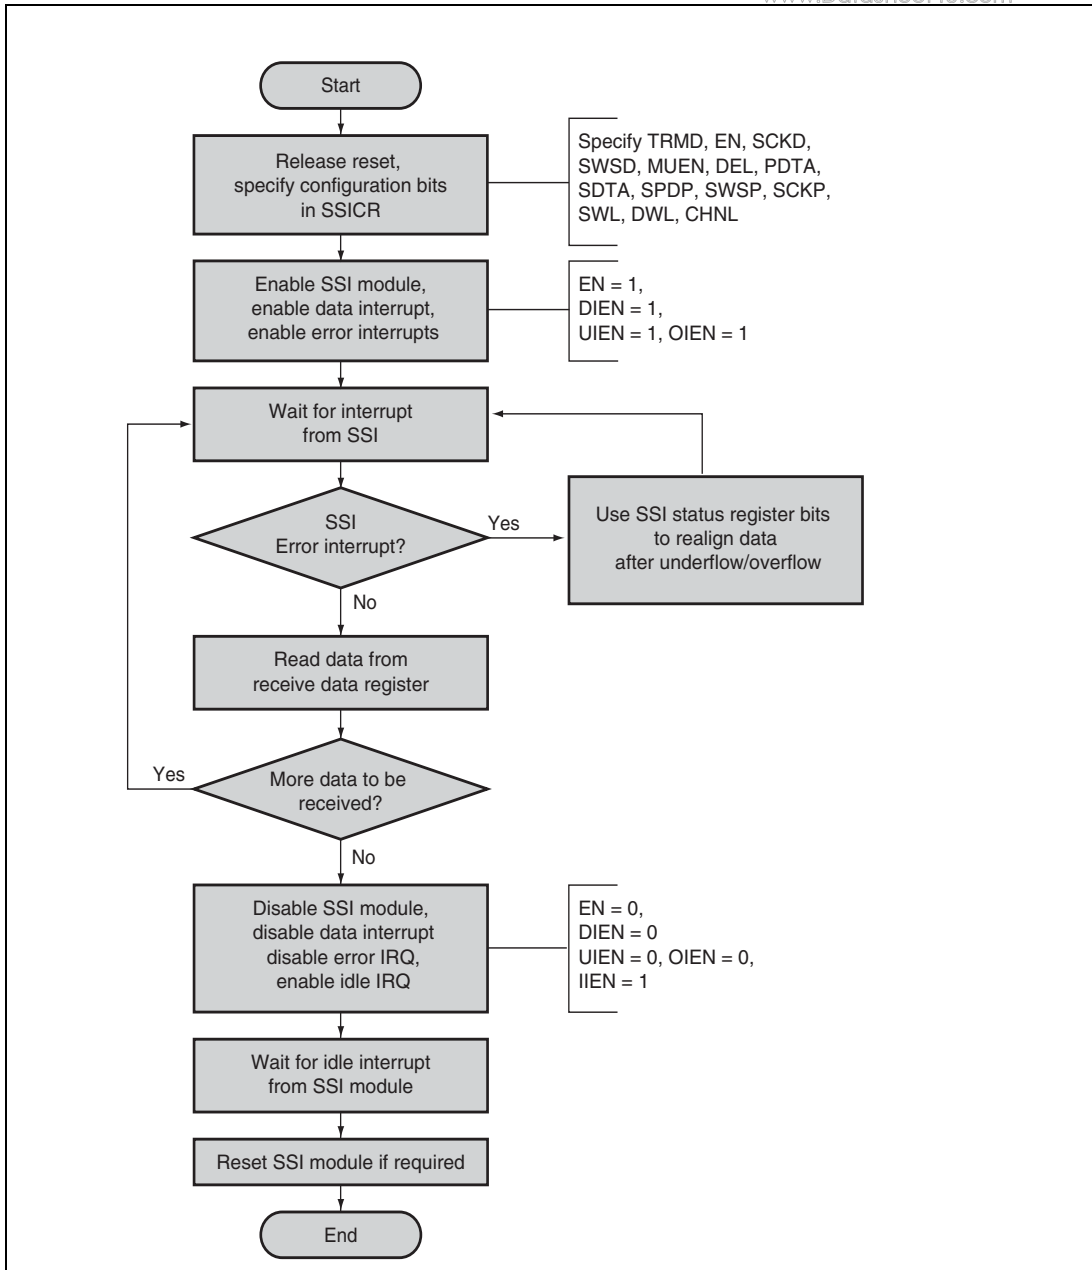 Start
Release reset,
specify configuration bits
in SSICR
Specify TRMD, EN, SCKD,
SWSD, MUEN, DEL, PDTA,
SDTA, SPDP, SWSP, SCKP,
SWL, DWL, CHNL
Enable SSI module,
enable data interrupt,
enable error interrupts
EN = 1,
DIEN = 1,
UIEN = 1, OIEN = 1
Wait for interrupt
from SSI
SSI
Error interrupt?
Yes
Use SSI status register bits
to realign data
after underflow/overflow
No
Read data from
receive data register
Yes
More data to be
received?
No
Disable SSI module,
disable data interrupt
disable error IRQ,
enable idle IRQ
EN = 0,
DIEN = 0
UIEN = 0, OIEN = 0,
IIEN = 1
Wait for idle interrupt
from SSI module
Reset SSI module if required
End